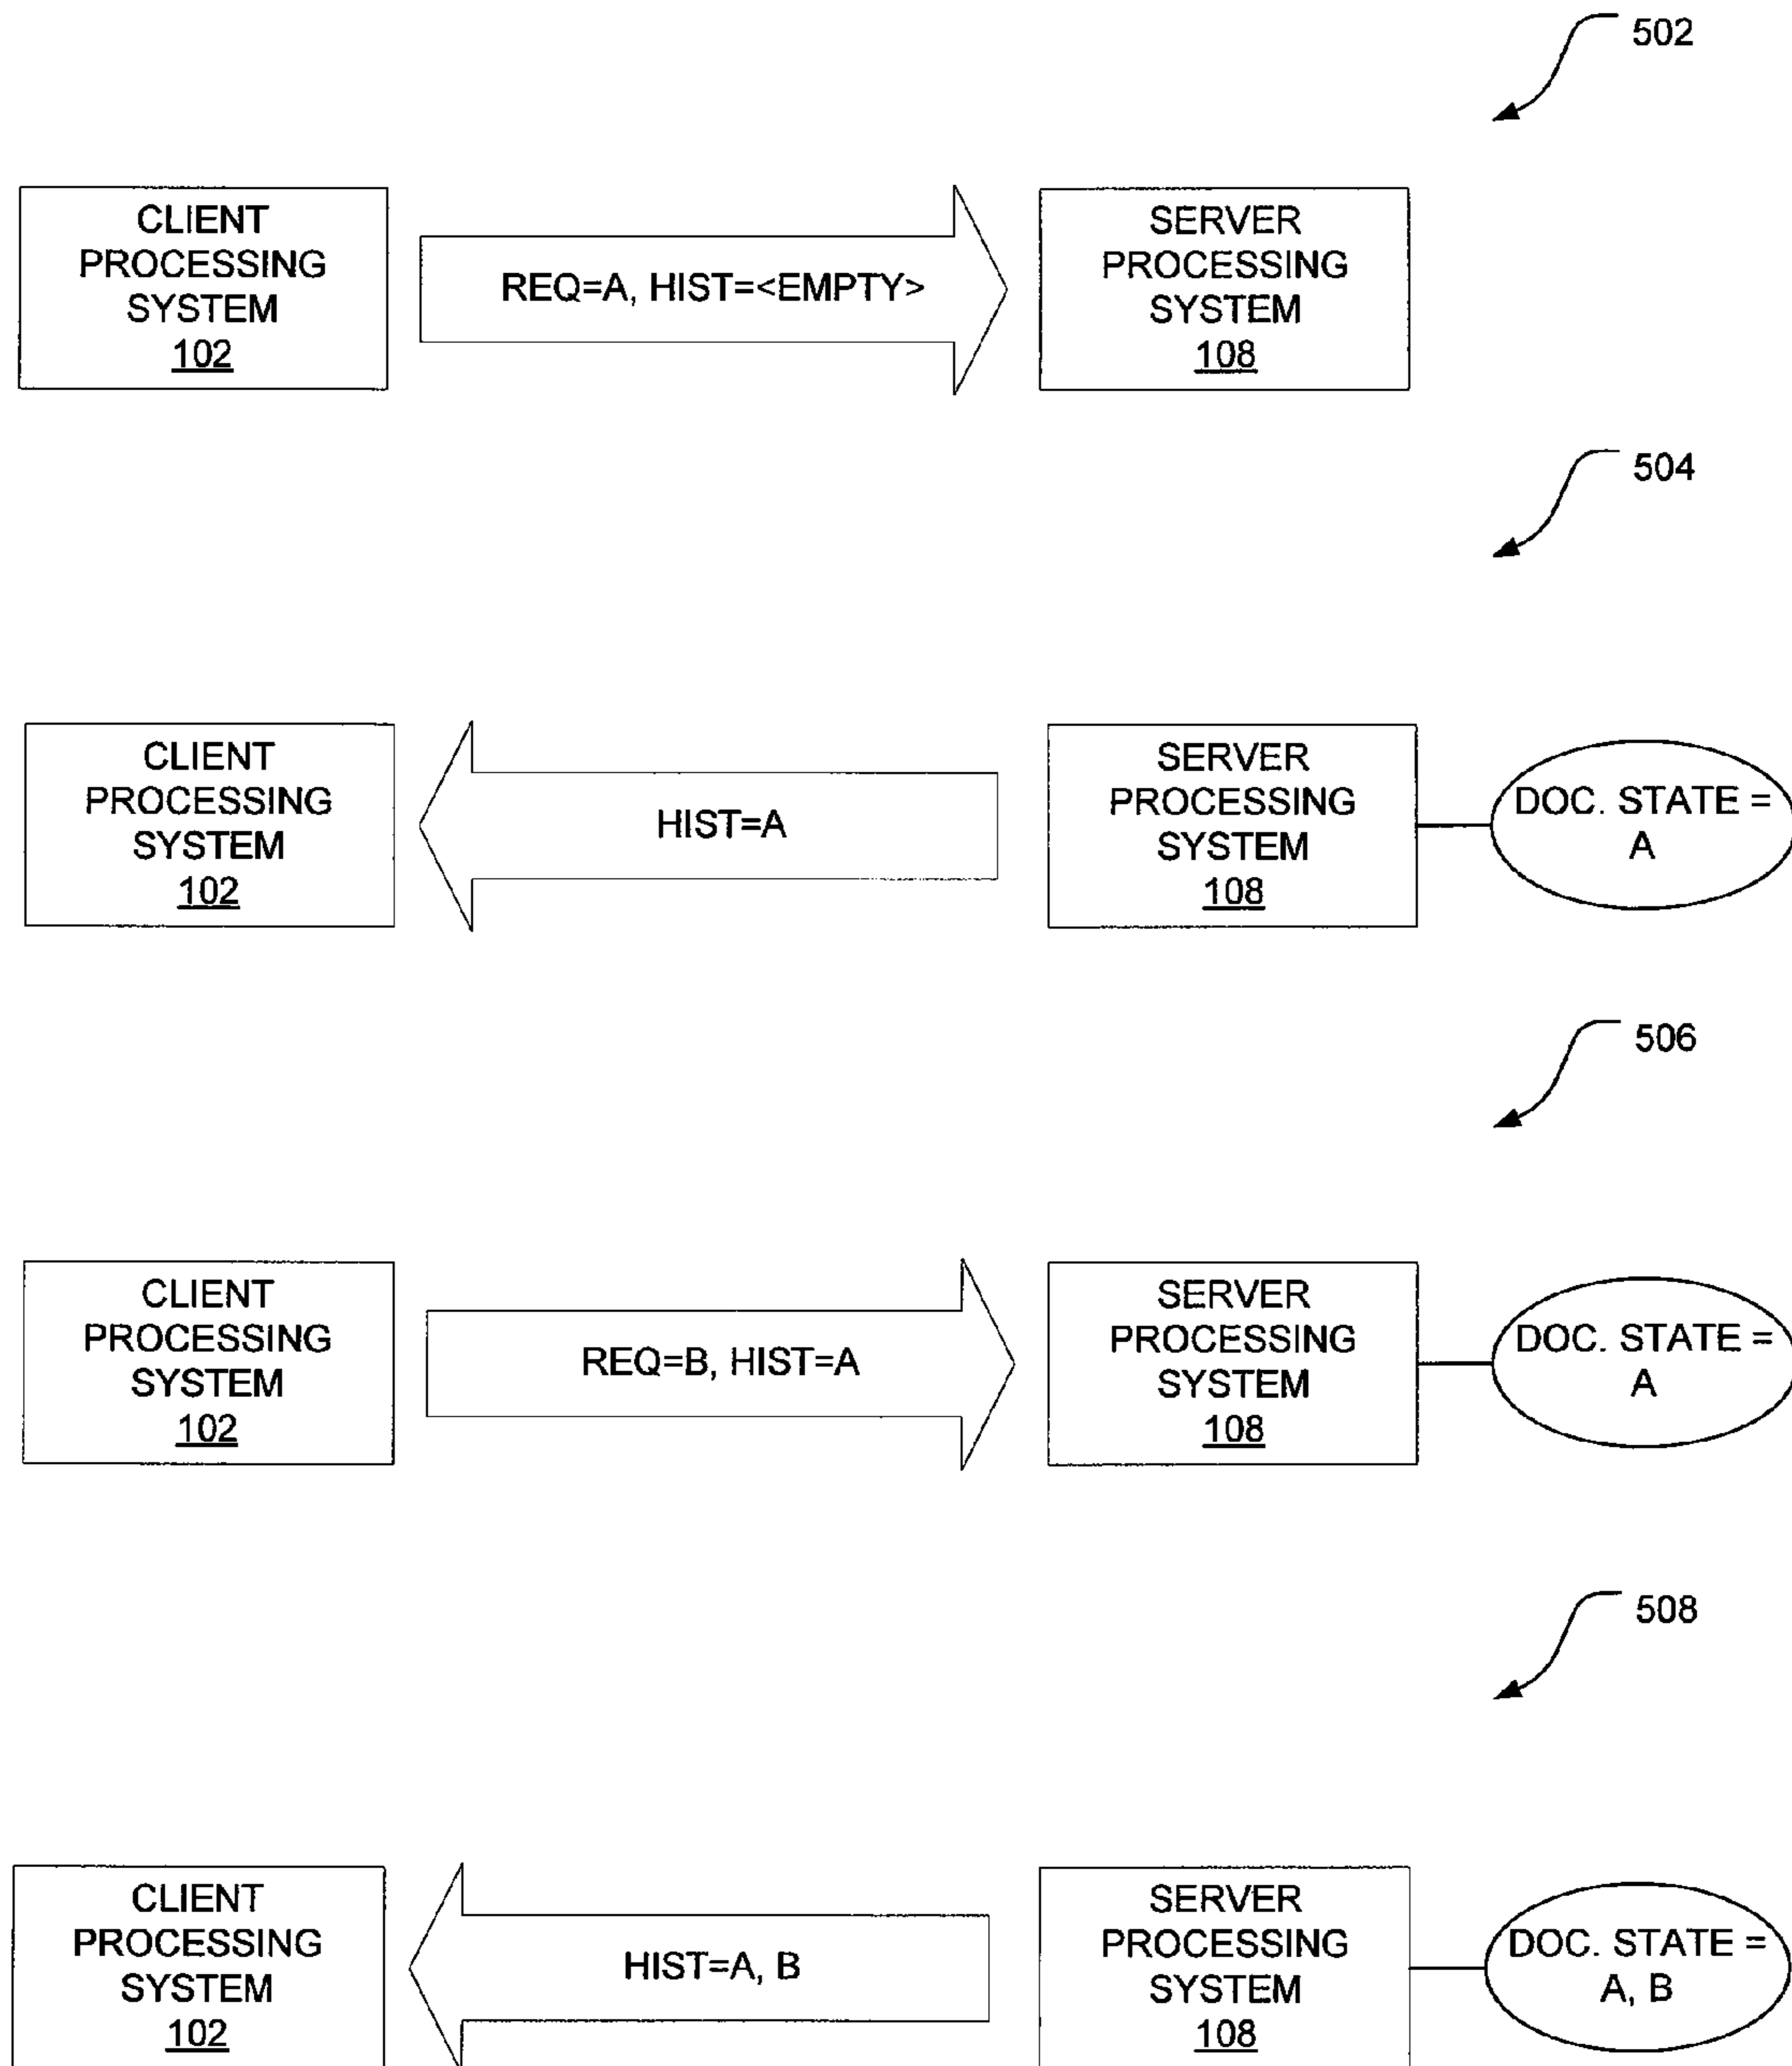 502
CLIENT
PROCESSING
SYSTEM
102
REQ=A, HIST=<EMPTY>
SERVER
PROCESSING
SYSTEM
108
504
CLIENT
PROCESSING
SYSTEM
102
HIST=A
SERVER
PROCESSING
SYSTEM
108
DOC. STATE =
A
506
CLIENT
PROCESSING
SYSTEM
102
REQ=B, HIST=A
SERVER
PROCESSING
SYSTEM
108
DOC. STATE =
A
508
CLIENT
PROCESSING
SYSTEM
102
HIST=A, B
SERVER
PROCESSING
SYSTEM
108
DOC. STATE =
A, B